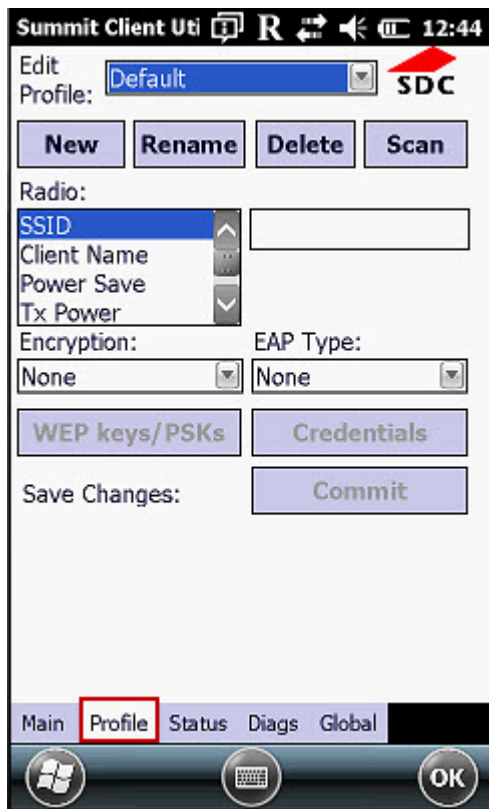 Summit Client Uti R 12:44
Edit Profile: Default SDC
New Rename Delete Scan
Radio:
SSID
Client Name
Power Save
Tx Power
Encryption: EAP Type:
None None
WEP keys/PSKs Credentials
Save Changes: Commit
Main Profile Status Diags Global
OK